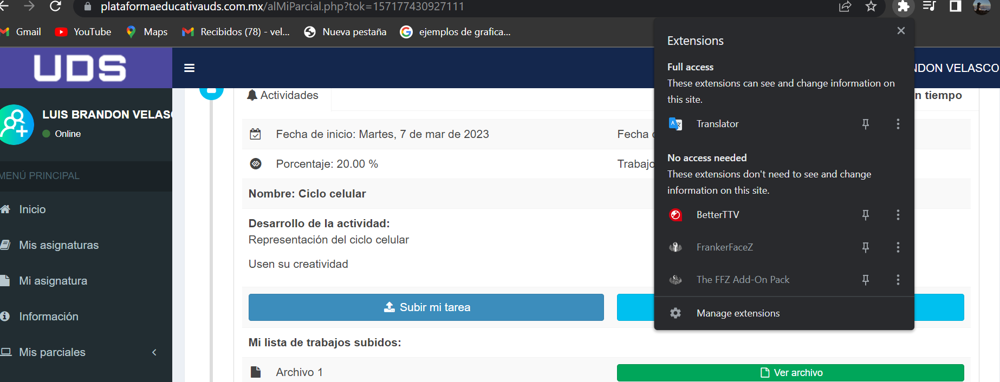 plataformaeducativauds.com.mx/alMiParcial.php?tok=157177430927111
Gmail
YouTube
Maps
Recibidos (78) - vel...
Nueva pestaña
ejemplos de grafica...
UDS
NDON VELASCO
LUIS BRANDON VELAS
Online
MENÚ PRINCIPAL
Inicio
Mis asignaturas
Mi asignatura
Información
Mis parciales
Actividades
n tiempo
Fecha de inicio: Martes, 7 de mar de 2023
Fecha
Porcentaje: 20.00 %
Trabajo
Nombre: Ciclo celular
Desarrollo de la actividad:
Representación del ciclo celular
Usen su creatividad
Subir mi tarea
Mi lista de trabajos subidos:
Archivo 1
Ver archivo
Extensions
Full access
These extensions can see and change information on
this site.
Translator
No access needed
These extensions don't need to see and change
information on this site.
BetterTTV
FrankerFaceZ
The FFZ Add-On Pack
Manage extensions